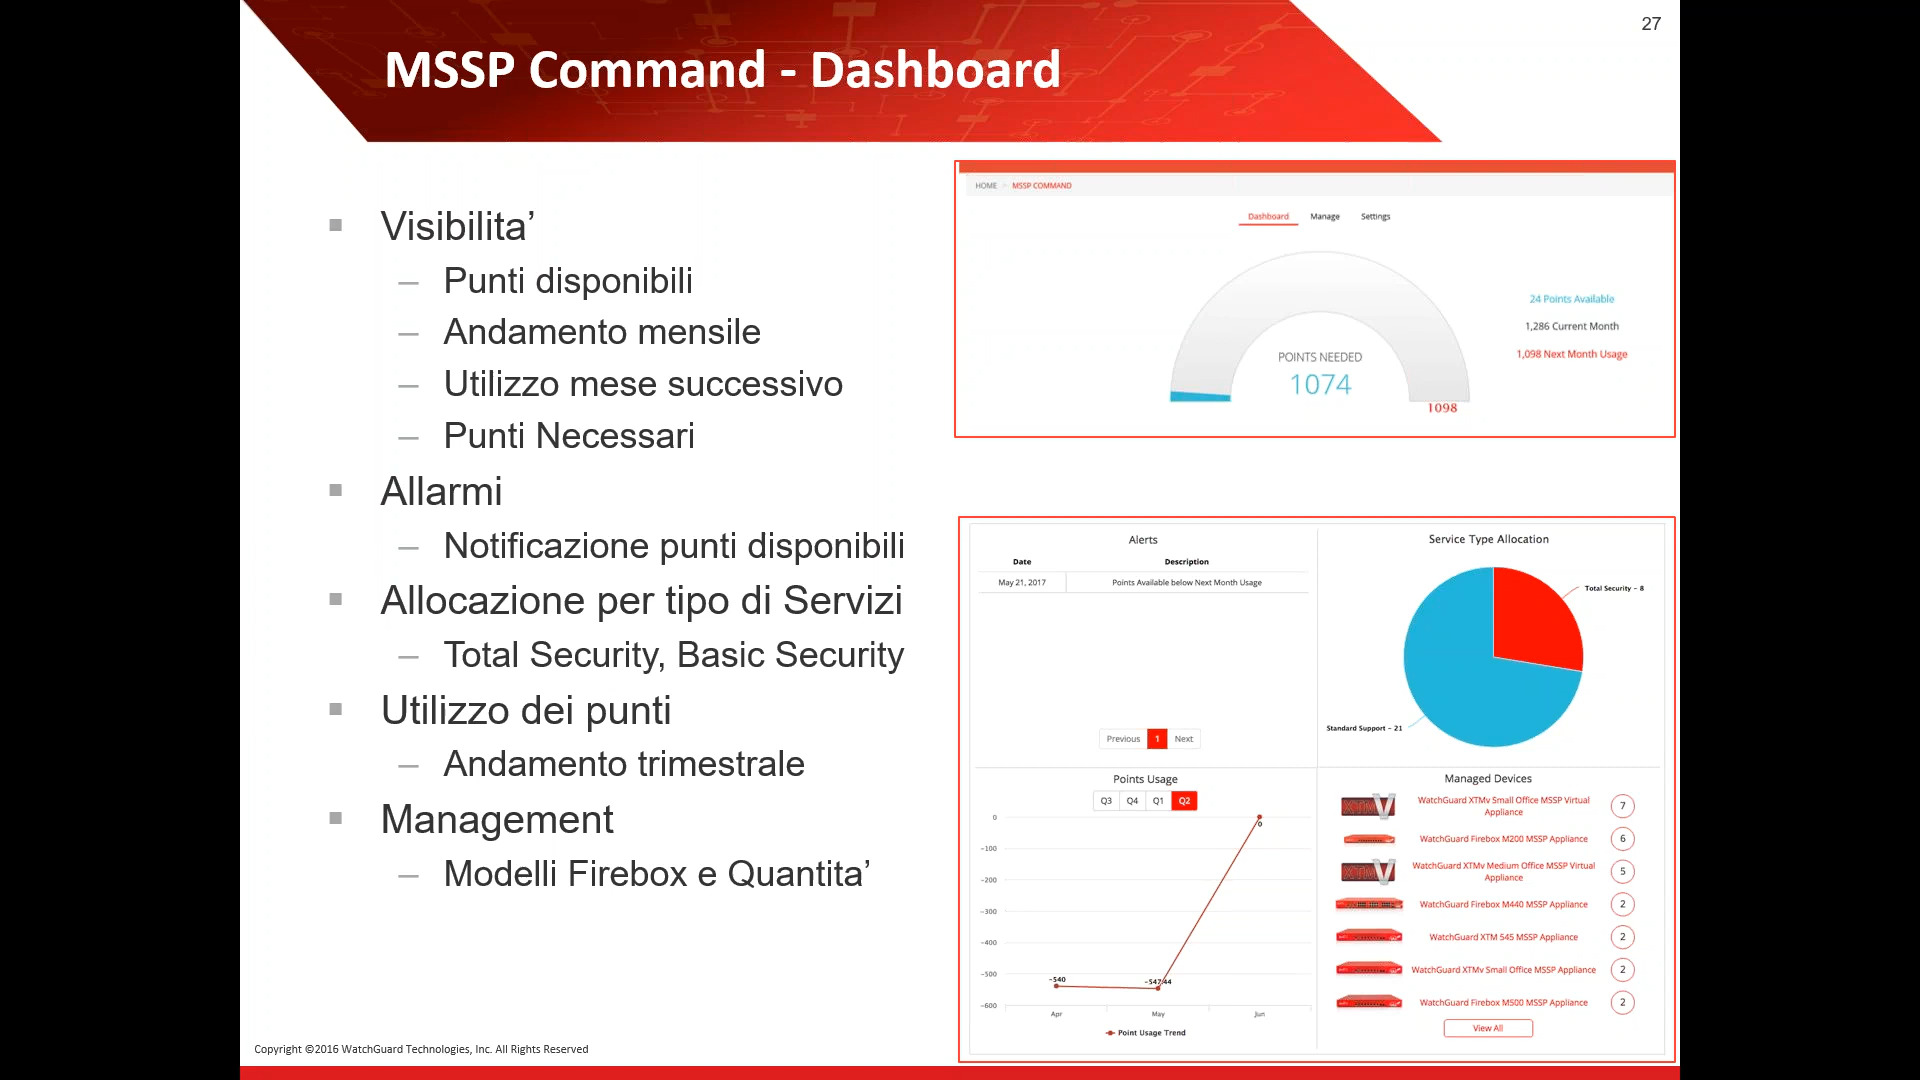 27
MSSP Command - Dashboard
Visibilita’
– Punti disponibili
– Andamento mensile
– Utilizzo mese successivo
– Punti Necessari
Allarmi
– Notificazione punti disponibili
Allocazione per tipo di Servizi
– Total Security, Basic Security
Utilizzo dei punti
– Andamento trimestrale
Management
– Modelli Firebox e Quantita’
HOME > MSSP COMMAND
Dashboard Manage Settings
POINTS NEEDED
1074
1098
24 Points Available
1,286 Current Month
1,098 Next Month Usage
Alerts
Date Description
May 21, 2017 Points Available below Next Month Usage
Previous 1 Next
Service Type Allocation
Total Security – 8
Standard Support – 21
Points Usage
Q3 Q4 Q1 Q2
0
-100
-200
-300
-400
-500
-600
-540
-547.44
0
Apr May Jun
Point Usage Trend
Managed Devices
WatchGuard XTMv Small Office MSSP Virtual
Appliance
7
WatchGuard Firebox M200 MSSP Appliance 6
WatchGuard XTMv Medium Office MSSP Virtual
Appliance
5
WatchGuard Firebox M440 MSSP Appliance 2
WatchGuard XTM 545 MSSP Appliance 2
WatchGuard XTMv Small Office MSSP Appliance 2
WatchGuard Firebox M500 MSSP Appliance 2
View All
Copyright ©2016 WatchGuard Technologies, Inc. All Rights Reserved